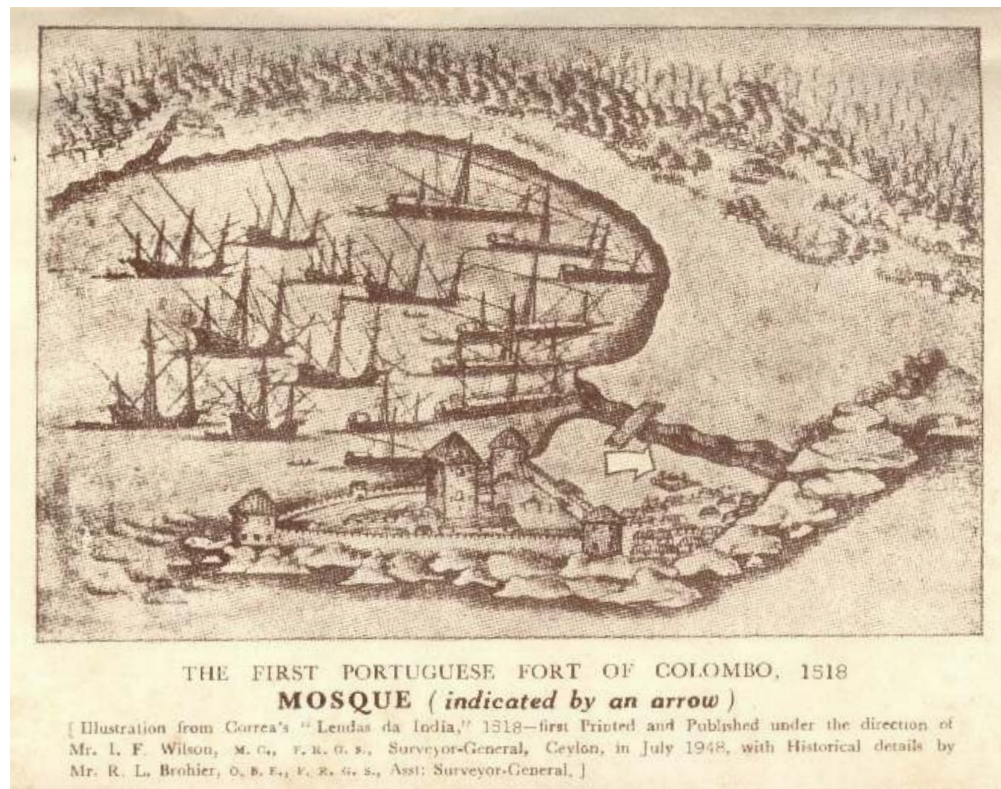 THE FIRST PORTUGUESE FORT OF COLOMBO, 1518
MOSQUE (indicated by an arrow)
[ Illustration from Correa's "Lendas da India," 1518—first Printed and Published under the direction of
Mr. I. F. Wilson, M. C., F. R. G. S., Surveyor-General, Ceylon, in July 1948, with Historical details by
Mr. R. L. Brohier, O. B. E., F. R. G. S., Asst: Surveyor-General. ]